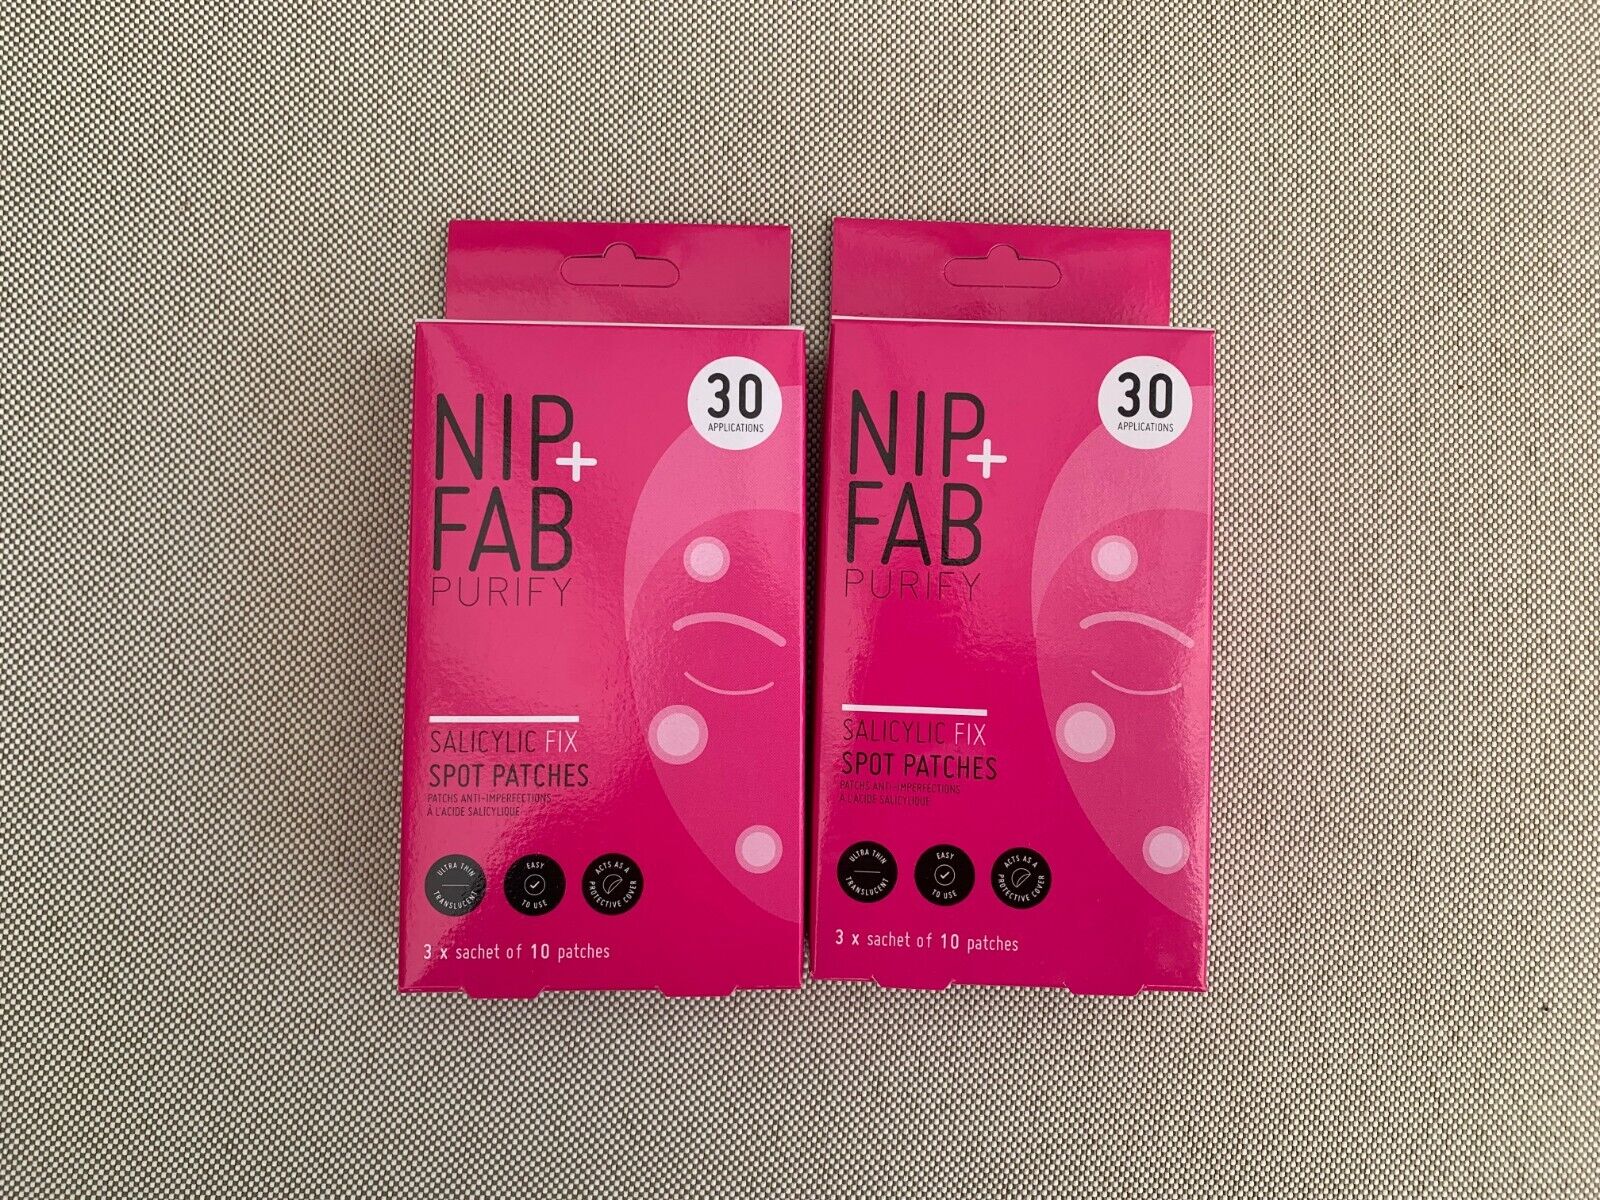 30
APPLICATIONS
NIP+
FAB
PURIFY
SALICYLIC FIX
SPOT PATCHES
PATCHS ANTI-IMPERFECTIONS
À L'ACIDE SALICYLIQUE
ULTRA THIN
TRANSLUCENT
EASY
TO USE
ACTS AS A
PROTECTIVE COVER
3 x sachet of 10 patches
30
APPLICATIONS
NIP+
FAB
PURIFY
SALICYLIC FIX
SPOT PATCHES
PATCHS ANTI-IMPERFECTIONS
À L'ACIDE SALICYLIQUE
ULTRA THIN
TRANSLUCENT
EASY
TO USE
ACTS AS A
PROTECTIVE COVER
3 x sachet of 10 patches